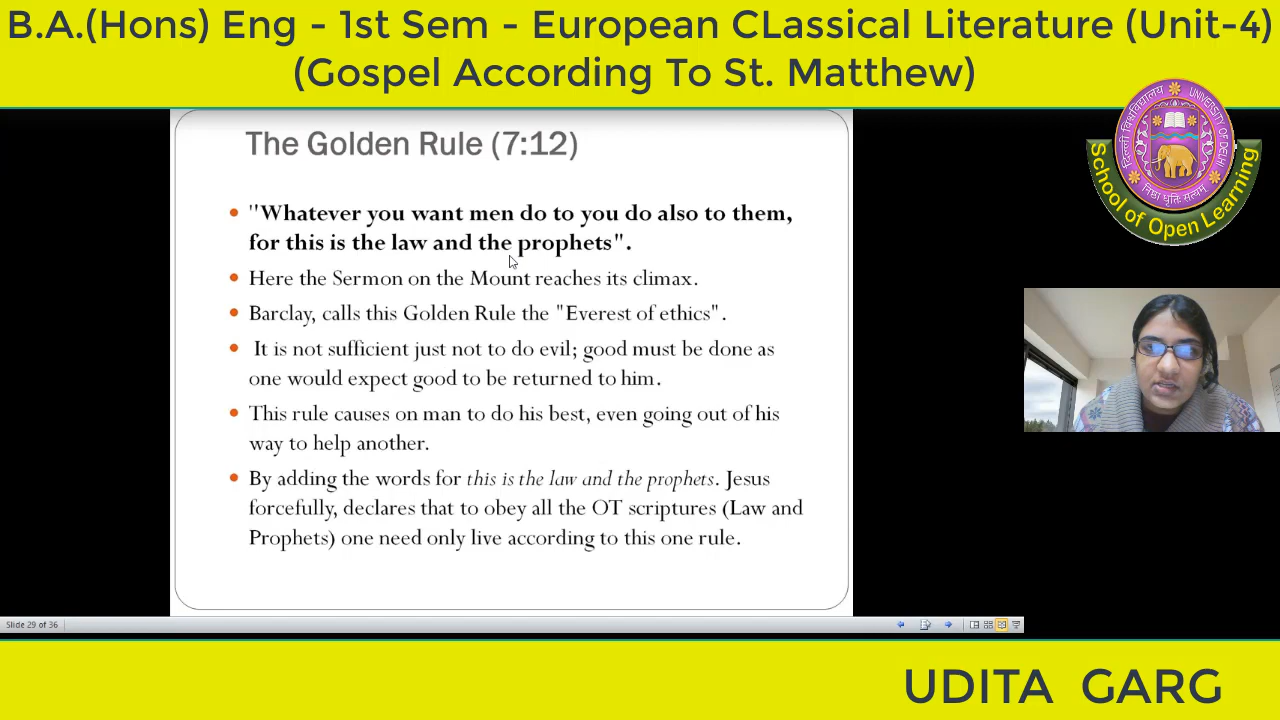 B.A.(Hons) Eng - 1st Sem - European CLassical Literature (Unit-4)
(Gospel According To St. Matthew)
The Golden Rule (7:12)
• "Whatever you want men do to you do also to them,
for this is the law and the prophets".
• Here the Sermon on the Mount reaches its climax.
• Barclay, calls this Golden Rule the "Everest of ethics".
• It is not sufficient just not to do evil; good must be done as
one would expect good to be returned to him.
• This rule causes on man to do his best, even going out of his
way to help another.
• By adding the words for this is the law and the prophets. Jesus
forcefully, declares that to obey all the OT scriptures (Law and
Prophets) one need only live according to this one rule.
Slide 29 of 36
दिल्ली विश्वविद्यालय
UNIVERSITY OF DELHI
निष्ठा धृतिः सत्यम्
School of Open Learning
UDITA GARG